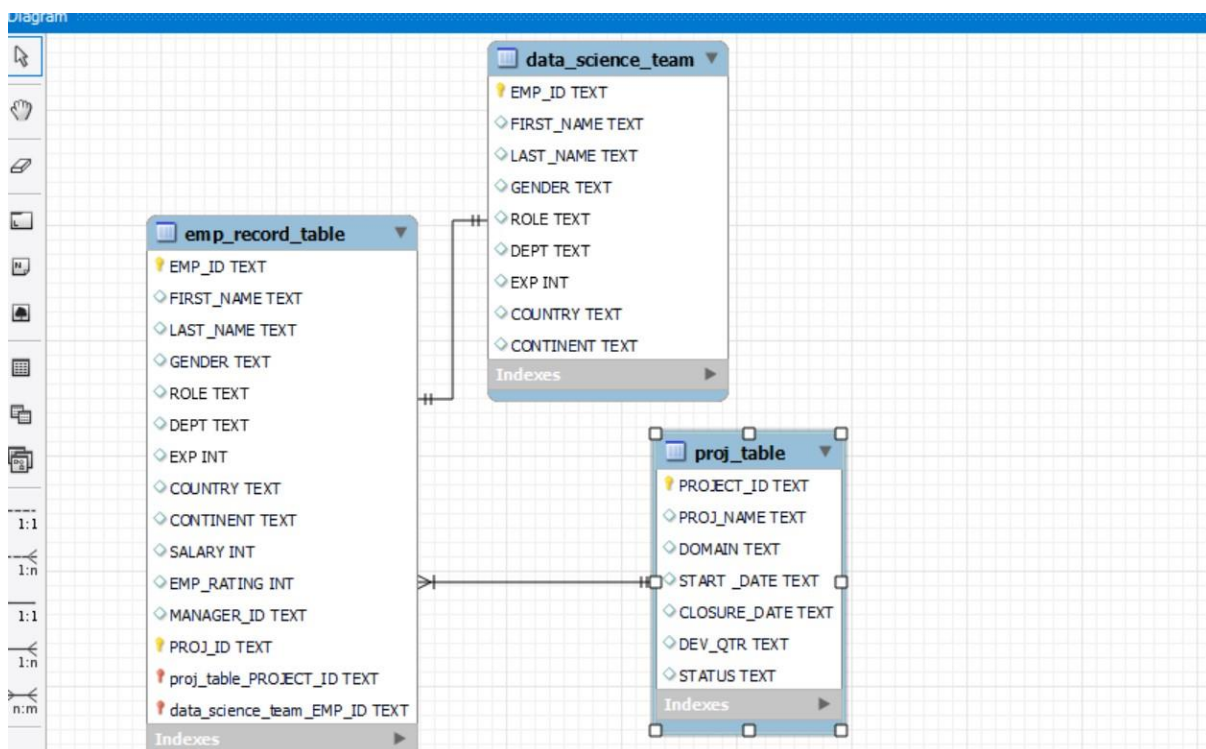 Diagram
data_science_team
EMP_ID TEXT
FIRST_NAME TEXT
LAST_NAME TEXT
GENDER TEXT
ROLE TEXT
DEPT TEXT
EXP INT
COUNTRY TEXT
CONTINENT TEXT
Indexes
emp_record_table
EMP_ID TEXT
FIRST_NAME TEXT
LAST_NAME TEXT
GENDER TEXT
ROLE TEXT
DEPT TEXT
EXP INT
COUNTRY TEXT
CONTINENT TEXT
SALARY INT
EMP_RATING INT
MANAGER_ID TEXT
PROJ_ID TEXT
proj_table_PROJECT_ID TEXT
data_science_team_EMP_ID TEXT
Indexes
proj_table
PROJECT_ID TEXT
PROJ_NAME TEXT
DOMAIN TEXT
START _DATE TEXT
CLOSURE_DATE TEXT
DEV_QTR TEXT
STATUS TEXT
Indexes
1:1
1:n
1:1
1:n
n:m